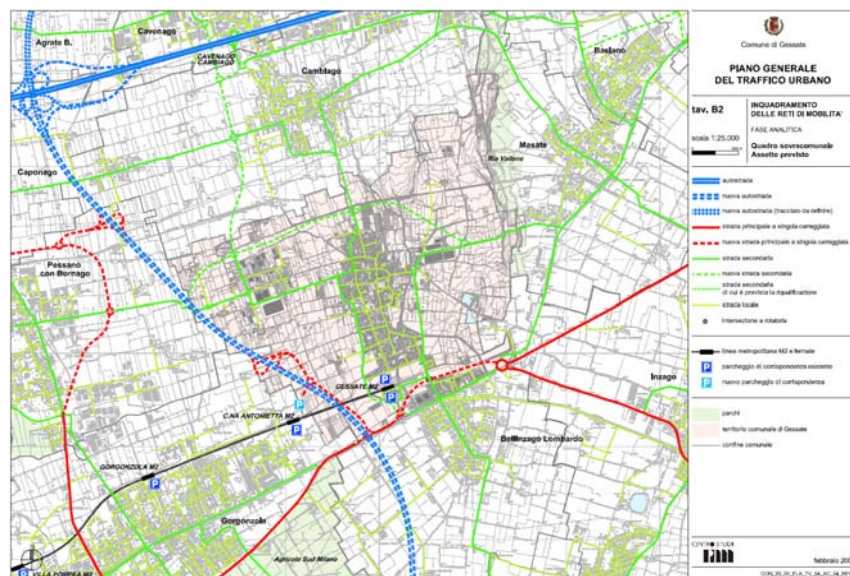 Agrate B.
Cavenago
CAVENAGO
CAMBIAGO
Cambiago
Basiano
Masate
Rio Vallone
Caponago
Pessano
con Bornago
GESSATE M2
C.NA ANTONIETTA M2
GORGONZOLA M2
Gorgonzola
Bellinzago Lombardo
Inzago
Agricolo Sud Milano
VILLA POMPEA M2
Comune di Gessate
PIANO GENERALE
DEL TRAFFICO URBANO
tav. B2
INQUADRAMENTO
DELLE RETI DI MOBILITA'
FASE ANALITICA
scala 1:25.000
Quadro sovracomunale
Assetto previsto
autostrada
nuova autostrada
nuova autostrada (tracciato da definire)
strada principale a singola carreggiata
nuova strada principale a singola carreggiata
strada secondaria
nuova strada secondaria
strada secondaria
di cui è prevista la riqualificazione
strada locale
intersezione a rotatoria
linea metropolitana M2 e fermate
P parcheggio di corrispondenza esistente
P nuovo parcheggio di corrispondenza
parchi
territorio comunale di Gessate
confine comunale
CENTRO STUDI
febbraio